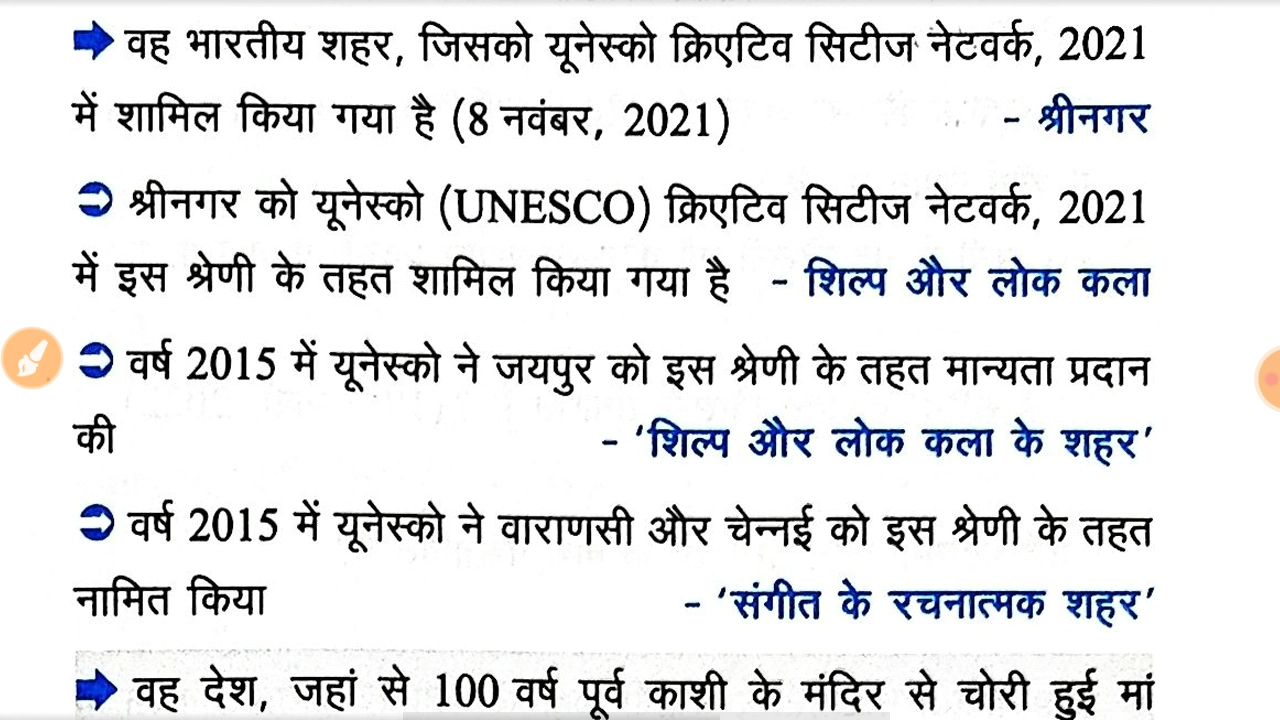 वह भारतीय शहर, जिसको यूनेस्को क्रिएटिव सिटीज नेटवर्क, 2021
में शामिल किया गया है (8 नवंबर, 2021) - श्रीनगर
श्रीनगर को यूनेस्को (UNESCO) क्रिएटिव सिटीज नेटवर्क, 2021
में इस श्रेणी के तहत शामिल किया गया है - शिल्प और लोक कला
वर्ष 2015 में यूनेस्को ने जयपुर को इस श्रेणी के तहत मान्यता प्रदान
की - ‘शिल्प और लोक कला के शहर’
वर्ष 2015 में यूनेस्को ने वाराणसी और चेन्नई को इस श्रेणी के तहत
नामित किया - ‘संगीत के रचनात्मक शहर’
वह देश, जहां से 100 वर्ष पूर्व काशी के मंदिर से चोरी हुई मां